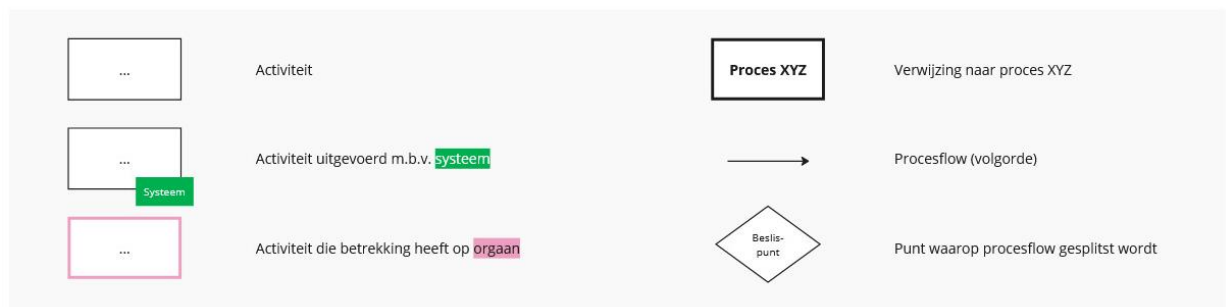 ...
Activiteit
Proces XYZ
Verwijzing naar proces XYZ
...
Systeem
Activiteit uitgevoerd m.b.v. systeem
Procesflow (volgorde)
...
Activiteit die betrekking heeft op orgaan
Beslis-
punt
Punt waarop procesflow gesplitst wordt